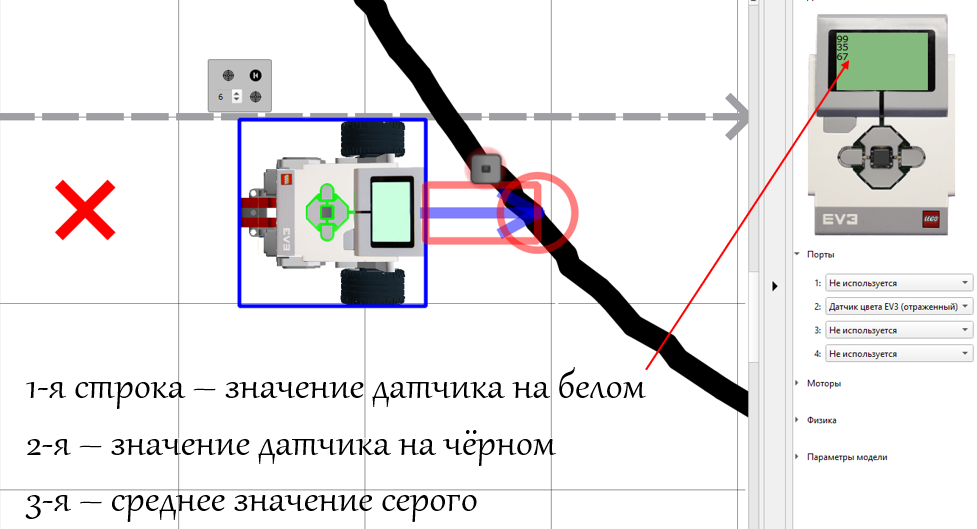 99
35
67
6
EV3
EV3
LEGO
Порты
1: Не используется
2: Датчик цвета EV3 (отраженный)
3: Не используется
4: Не используется
Моторы
Физика
Параметры модели
1-я строка – значение датчика на белом
2-я – значение датчика на чёрном
3-я – среднее значение серого